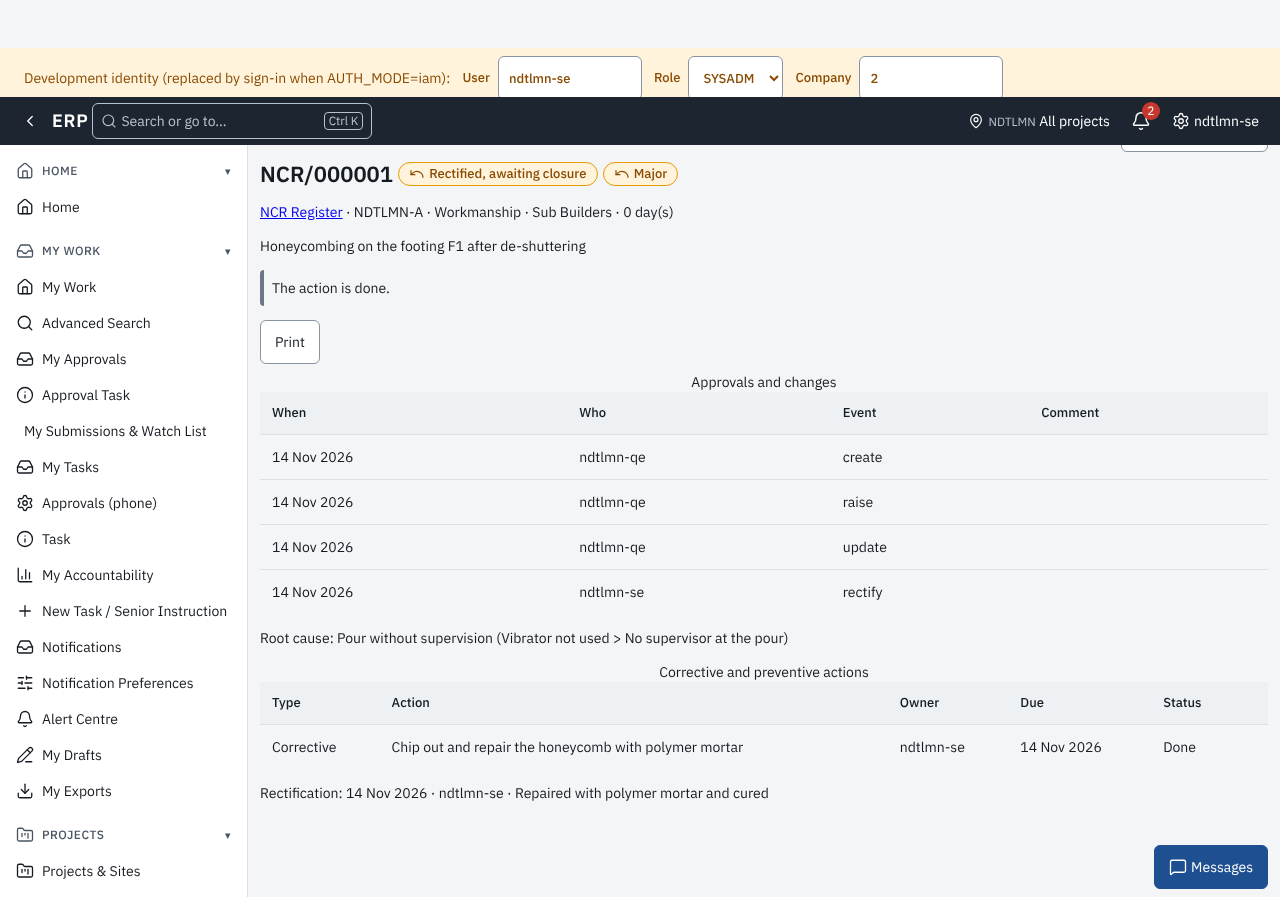 Development identity (replaced by sign-in when AUTH_MODE=iam): User ndtlmn-se Role SYSADM Company 2
ERP Search or go to... Ctrl K NDTLMN All projects 2 ndtlmn-se
HOME
Home
MY WORK
My Work
Advanced Search
My Approvals
Approval Task
My Submissions & Watch List
My Tasks
Approvals (phone)
Task
My Accountability
New Task / Senior Instruction
Notifications
Notification Preferences
Alert Centre
My Drafts
My Exports
PROJECTS
Projects & Sites
NCR/000001 Rectified, awaiting closure Major
NCR Register · NDTLMN-A · Workmanship · Sub Builders · 0 day(s)
Honeycombing on the footing F1 after de-shuttering
The action is done.
Print
Approvals and changes
When Who Event Comment
14 Nov 2026 ndtlmn-qe create
14 Nov 2026 ndtlmn-qe raise
14 Nov 2026 ndtlmn-qe update
14 Nov 2026 ndtlmn-se rectify
Root cause: Pour without supervision (Vibrator not used > No supervisor at the pour)
Corrective and preventive actions
Type Action Owner Due Status
Corrective Chip out and repair the honeycomb with polymer mortar ndtlmn-se 14 Nov 2026 Done
Rectification: 14 Nov 2026 · ndtlmn-se · Repaired with polymer mortar and cured
Messages